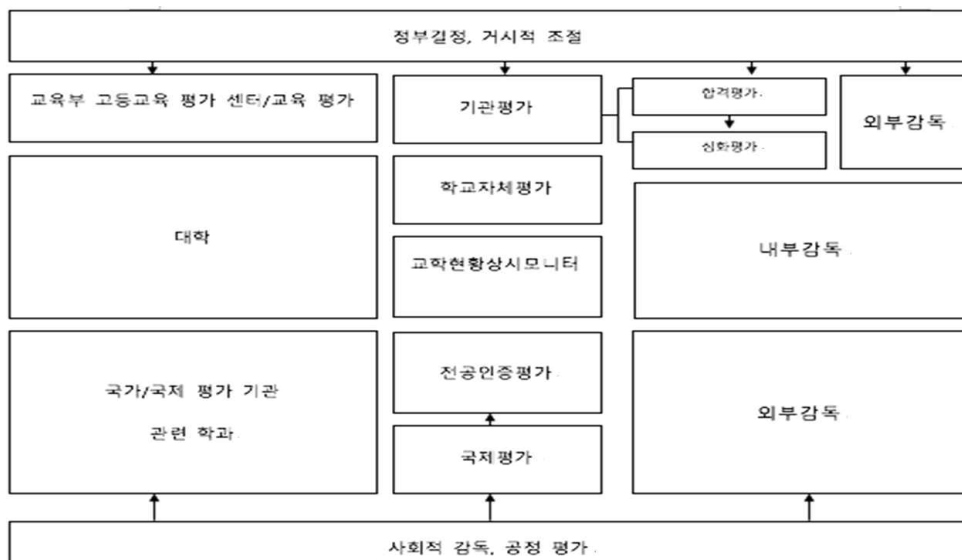 정부결정, 거시적 조절
교육부 고등교육 평가 센터/교육 평가
기관평가
합격평가.
심화평가.
외부감독.
대학
학교자체평가
교학현황상시모니터
내부감독.
국가/국제 평가 기관
관련 학과.
전공인증평가
국제평가.
외부감독.
사회적 감독, 공정 평가.